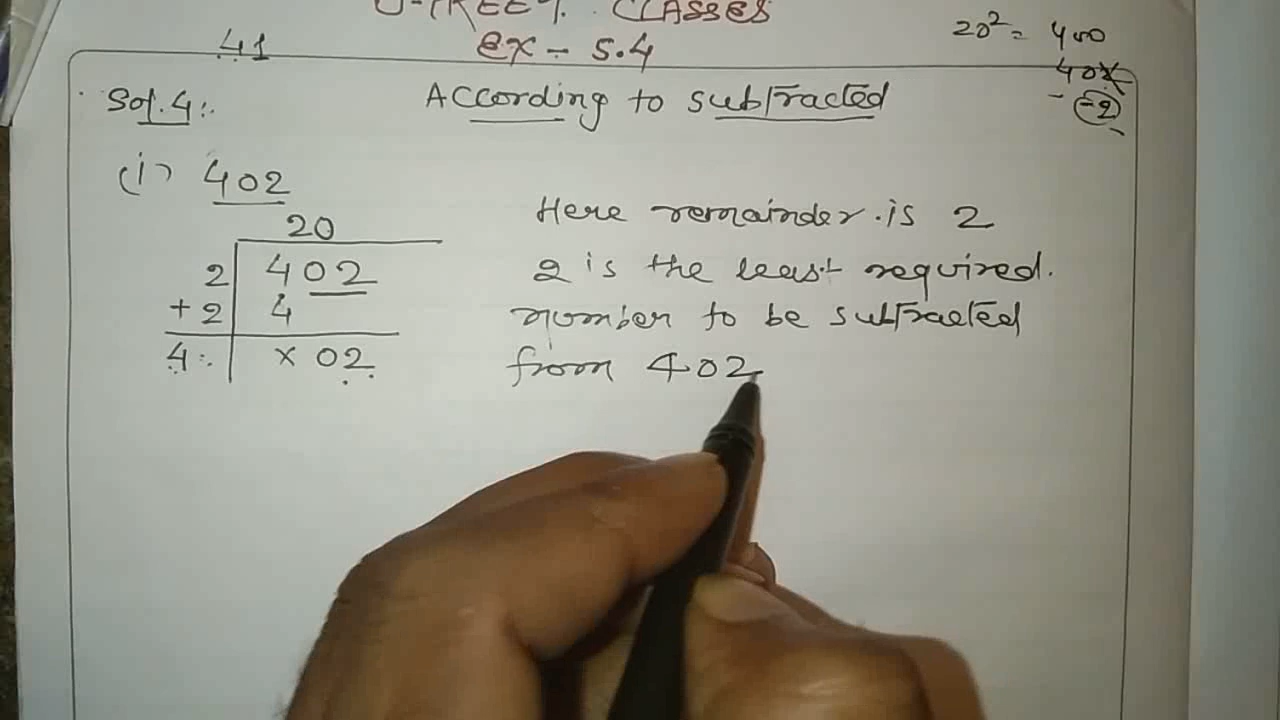 CLASSES
ex - 5.4
41
20² = 400
402
-2
Sol. 4:.
According to subtracted
(i) 402
20
2 402
+ 2 4
4 x 02
Here remainder is 2
2 is the least required.
number to be subtracted
from 402